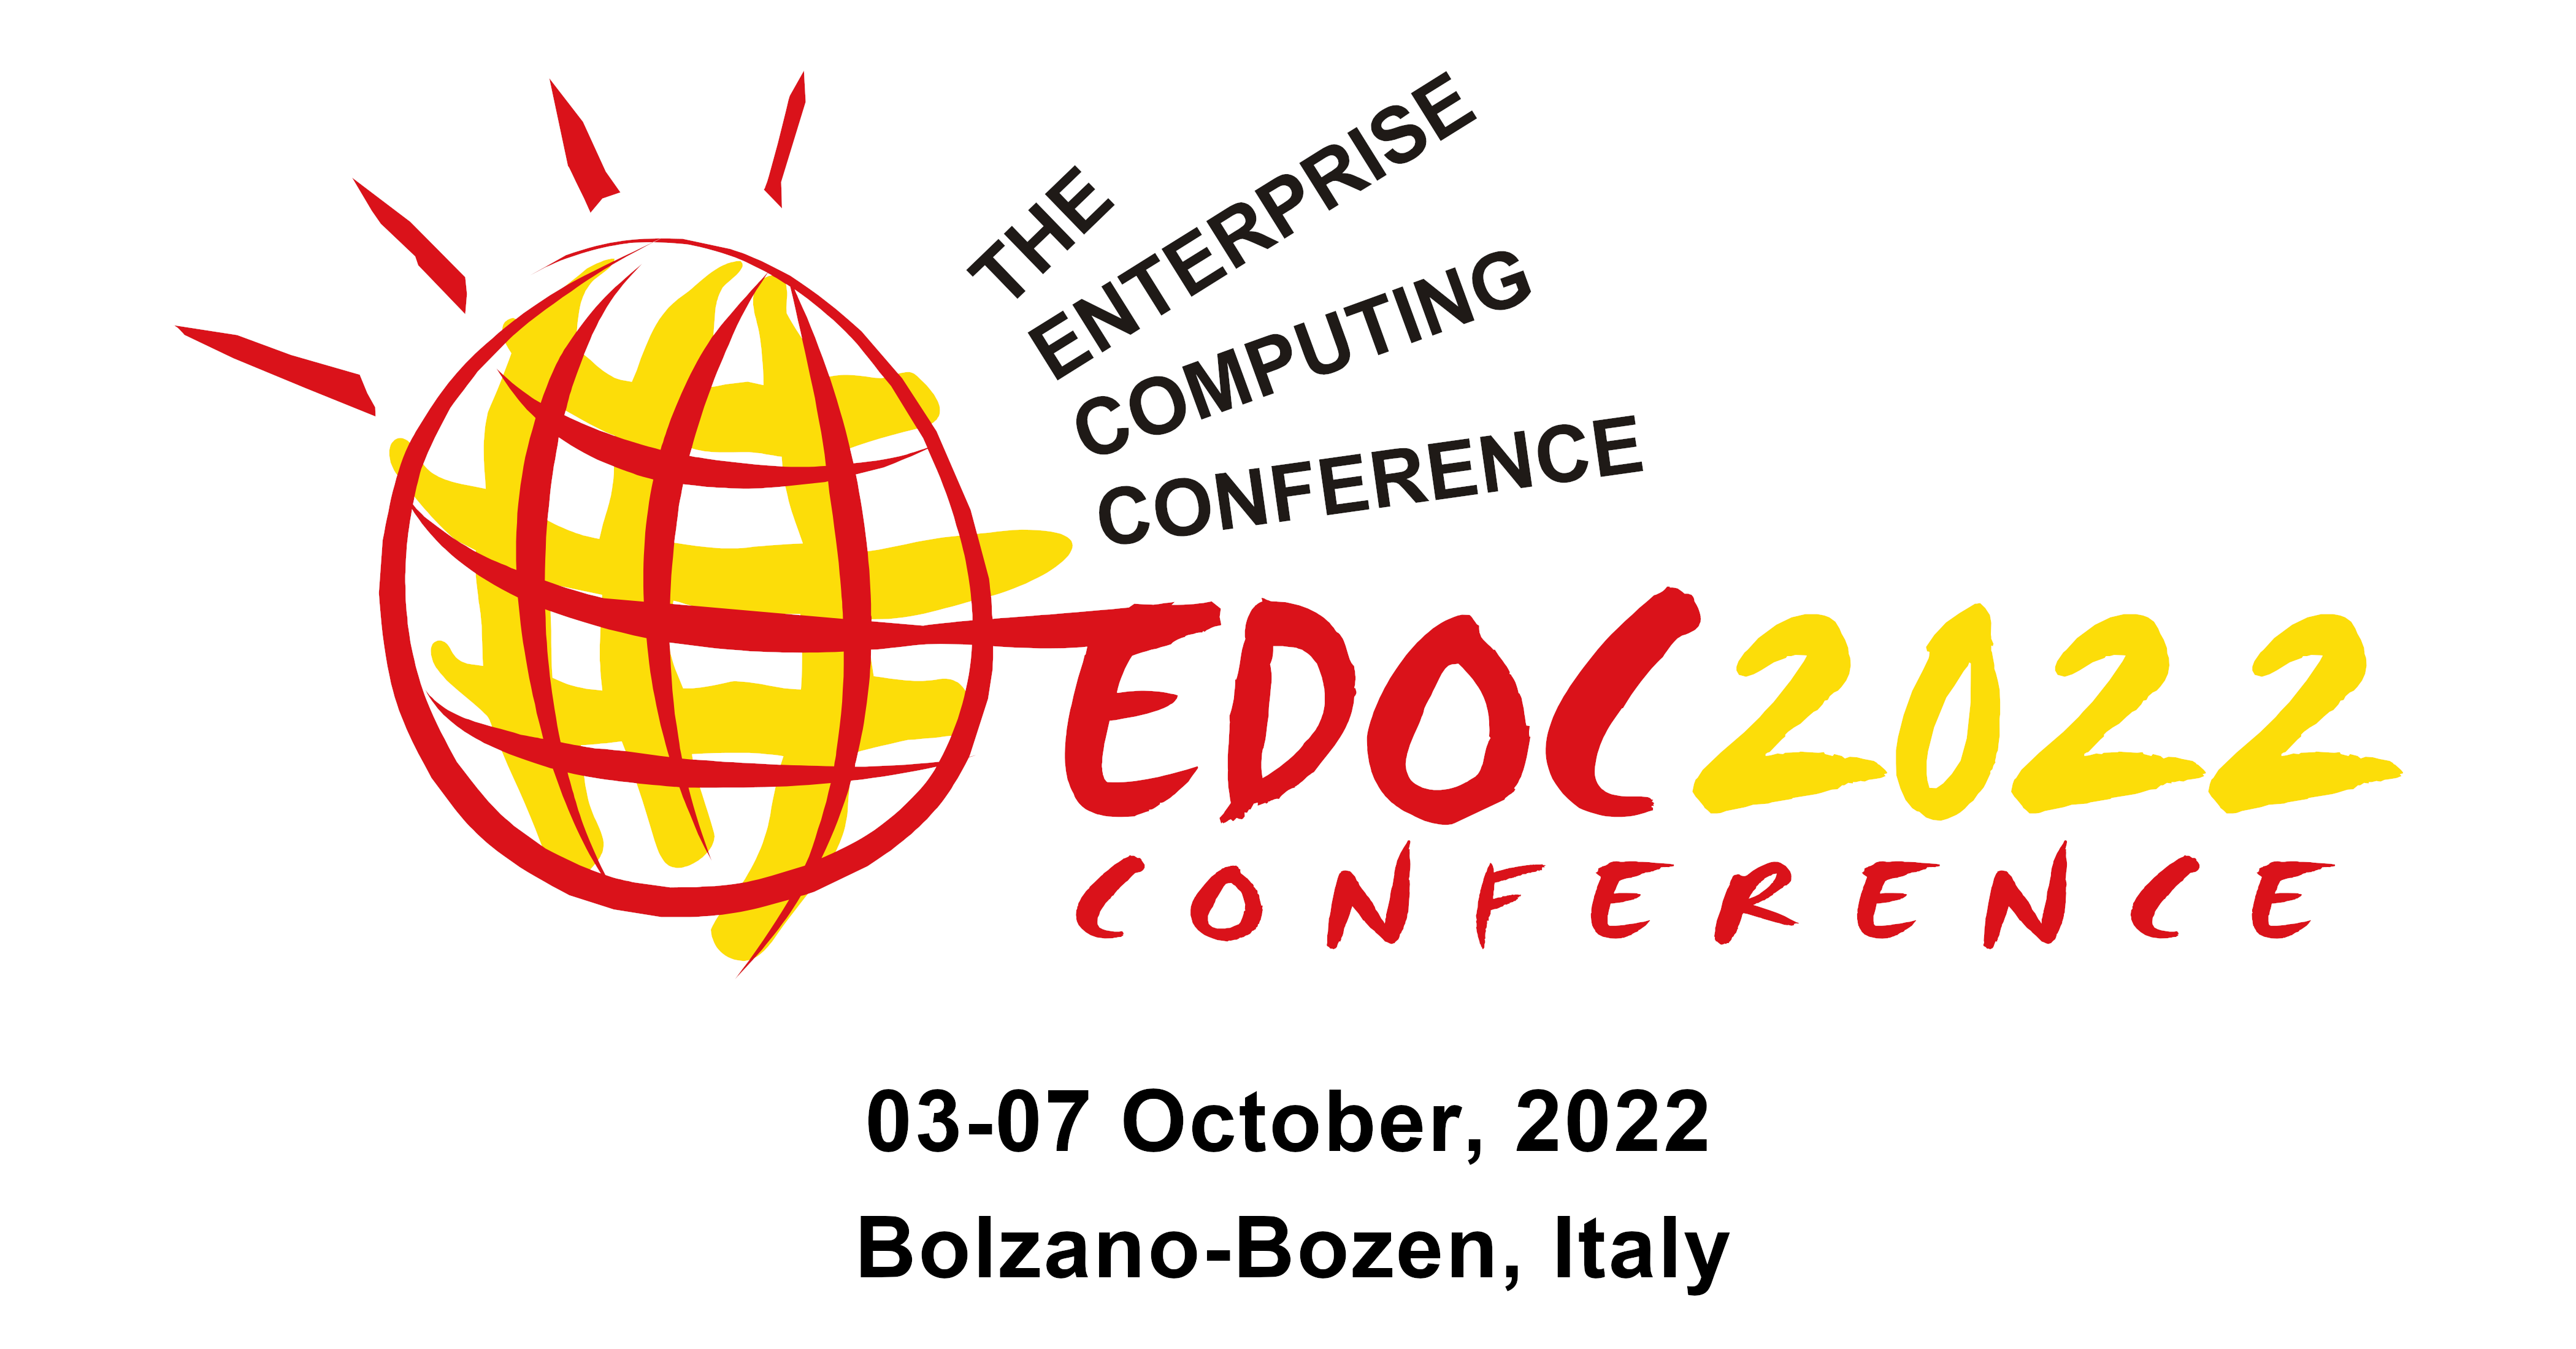 THE
ENTERPRISE
COMPUTING
CONFERENCE
EDOC2022
CONFERENCE
03-07 October, 2022
Bolzano-Bozen, Italy